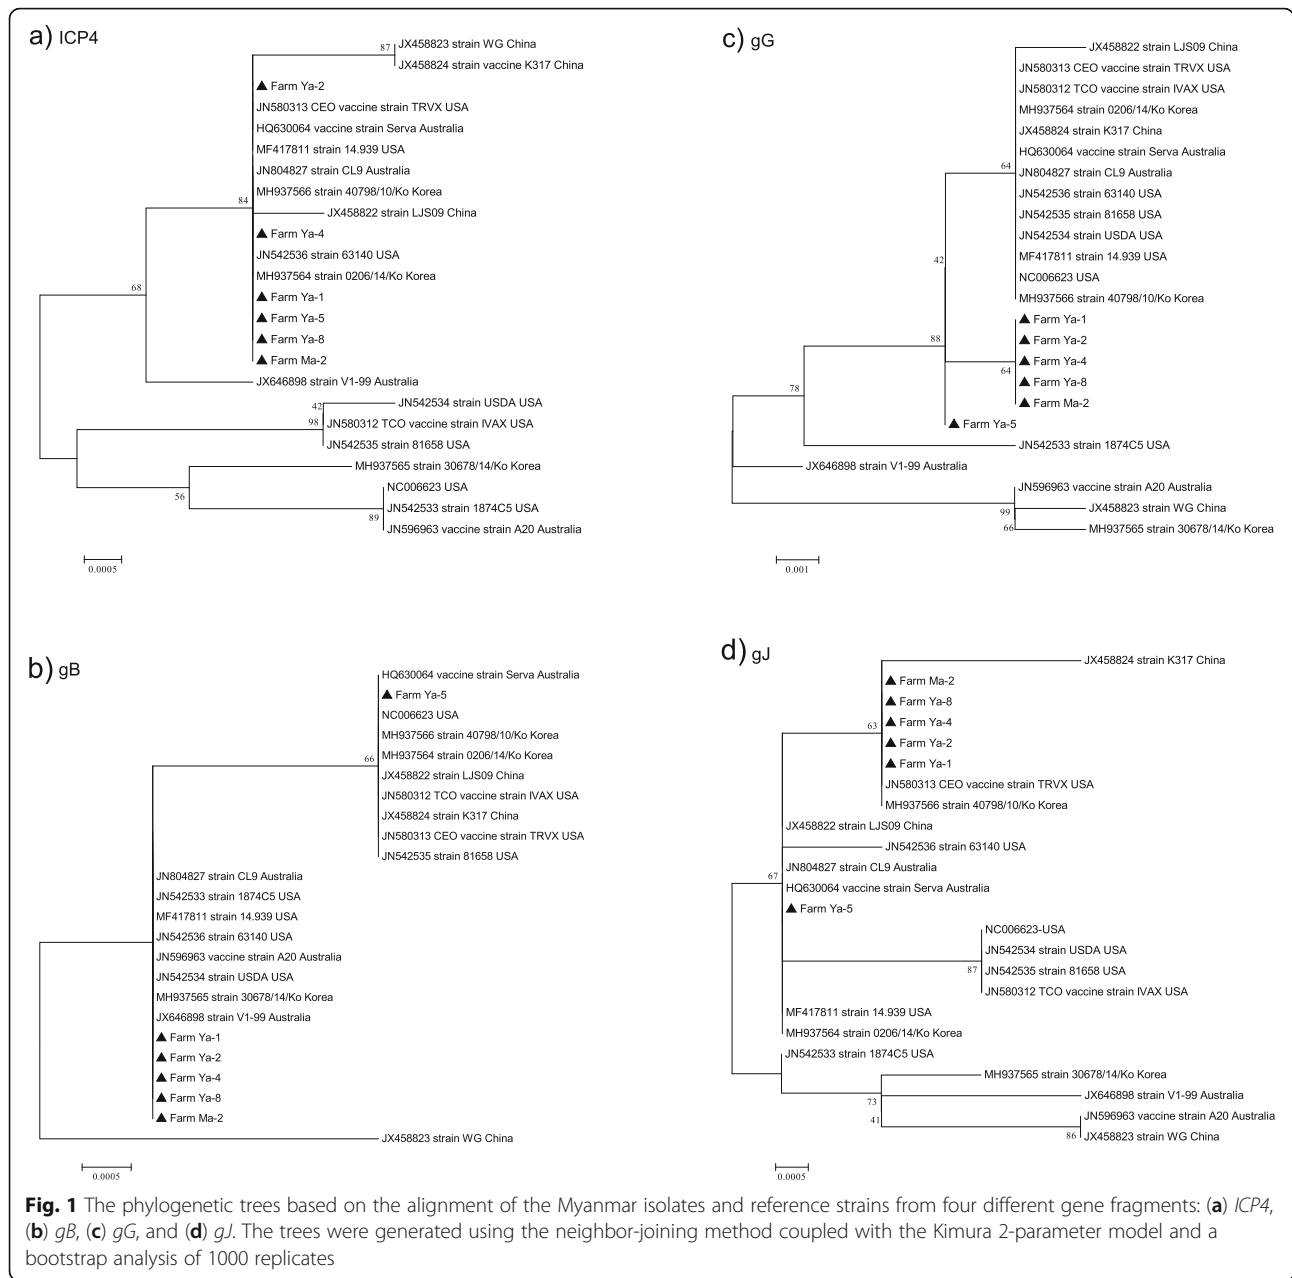 a) ICP4
87
JX458823 strain WG China
JX458824 strain vaccine K317 China
▲ Farm Ya-2
JN580313 CEO vaccine strain TRVX USA
HQ630064 vaccine strain Serva Australia
MF417811 strain 14.939 USA
JN804827 strain CL9 Australia
MH937566 strain 40798/10/Ko Korea
84
JX458822 strain LJS09 China
▲ Farm Ya-4
JN542536 strain 63140 USA
MH937564 strain 0206/14/Ko Korea
68
▲ Farm Ya-1
▲ Farm Ya-5
▲ Farm Ya-8
▲ Farm Ma-2
JX646898 strain V1-99 Australia
42
JN542534 strain USDA USA
98
JN580312 TCO vaccine strain IVAX USA
JN542535 strain 81658 USA
MH937565 strain 30678/14/Ko Korea
56
NC006623 USA
JN542533 strain 1874C5 USA
89
JN596963 vaccine strain A20 Australia
0.0005
c) gG
JX458822 strain LJS09 China
JN580313 CEO vaccine strain TRVX USA
JN580312 TCO vaccine strain IVAX USA
MH937564 strain 0206/14/Ko Korea
JX458824 strain K317 China
HQ630064 vaccine strain Serva Australia
64
JN804827 strain CL9 Australia
JN542536 strain 63140 USA
JN542535 strain 81658 USA
JN542534 strain USDA USA
MF417811 strain 14.939 USA
42
NC006623 USA
MH937566 strain 40798/10/Ko Korea
▲ Farm Ya-1
88
▲ Farm Ya-2
▲ Farm Ya-4
64
▲ Farm Ya-8
78
▲ Farm Ma-2
▲ Farm Ya-5
JN542533 strain 1874C5 USA
JX646898 strain V1-99 Australia
JN596963 vaccine strain A20 Australia
99
JX458823 strain WG China
66
MH937565 strain 30678/14/Ko Korea
0.001
b) gB
HQ630064 vaccine strain Serva Australia
▲ Farm Ya-5
NC006623 USA
MH937566 strain 40798/10/Ko Korea
66
MH937564 strain 0206/14/Ko Korea
JX458822 strain LJS09 China
JN580312 TCO vaccine strain IVAX USA
JX458824 strain K317 China
JN580313 CEO vaccine strain TRVX USA
JN542535 strain 81658 USA
JN804827 strain CL9 Australia
JN542533 strain 1874C5 USA
MF417811 strain 14.939 USA
JN542536 strain 63140 USA
JN596963 vaccine strain A20 Australia
JN542534 strain USDA USA
MH937565 strain 30678/14/Ko Korea
JX646898 strain V1-99 Australia
▲ Farm Ya-1
▲ Farm Ya-2
▲ Farm Ya-4
▲ Farm Ya-8
▲ Farm Ma-2
JX458823 strain WG China
0.0005
d) gJ
JX458824 strain K317 China
▲ Farm Ma-2
▲ Farm Ya-8
63
▲ Farm Ya-4
▲ Farm Ya-2
▲ Farm Ya-1
JN580313 CEO vaccine strain TRVX USA
MH937566 strain 40798/10/Ko Korea
JX458822 strain LJS09 China
JN542536 strain 63140 USA
67
JN804827 strain CL9 Australia
HQ630064 vaccine strain Serva Australia
▲ Farm Ya-5
NC006623-USA
JN542534 strain USDA USA
87
JN542535 strain 81658 USA
JN580312 TCO vaccine strain IVAX USA
MF417811 strain 14.939 USA
MH937564 strain 0206/14/Ko Korea
JN542533 strain 1874C5 USA
MH937565 strain 30678/14/Ko Korea
73
JX646898 strain V1-99 Australia
41
JN596963 vaccine strain A20 Australia
86
JX458823 strain WG China
0.0005
Fig. 1 The phylogenetic trees based on the alignment of the Myanmar isolates and reference strains from four different gene fragments: (a) ICP4,
(b) gB, (c) gG, and (d) gJ. The trees were generated using the neighbor-joining method coupled with the Kimura 2-parameter model and a
bootstrap analysis of 1000 replicates